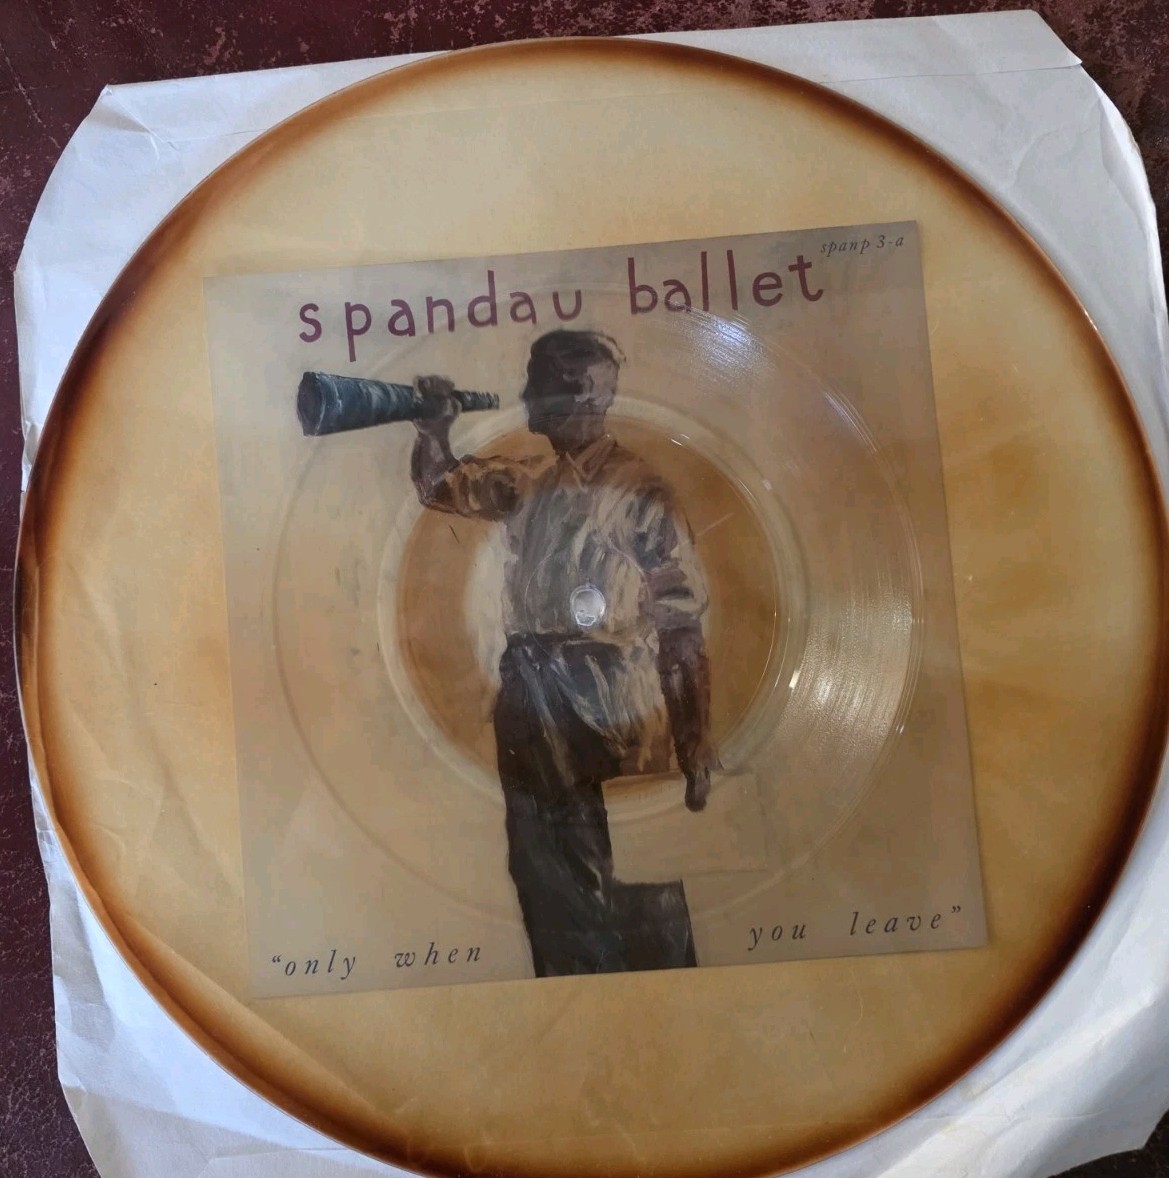 spanp 3-a
spandau ballet
“only when you leave”